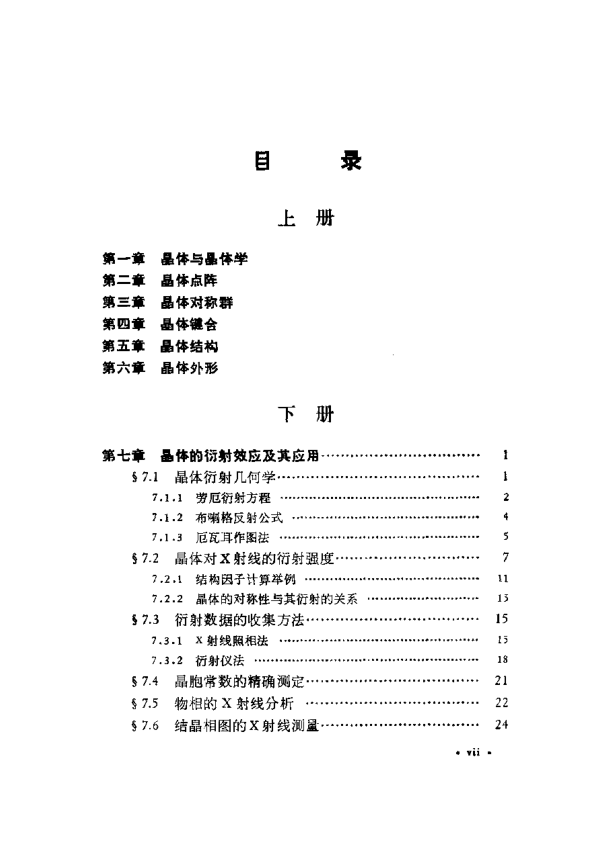 目 录
上 册
第一章 晶体与晶体学
第二章 晶体点阵
第三章 晶体对称群
第四章 晶体键合
第五章 晶体结构
第六章 晶体外形
下 册
第七章 晶体的衍射效应及其应用 …………………………… 1
§7.1 晶体衍射几何学 …………………………………… 1
7.1.1 劳厄衍射方程 …………………………………… 2
7.1.2 布喇格反射公式 ………………………………… 4
7.1.3 厄瓦耳作图法 …………………………………… 5
§7.2 晶体对X射线的衍射强度 ………………………… 7
7.2.1 结构因子计算举例 ……………………………… 11
7.2.2 晶体的对称性与其衍射的关系 ………………… 13
§7.3 衍射数据的收集方法 ……………………………… 15
7.3.1 X射线照相法 …………………………………… 15
7.3.2 衍射仪法 ………………………………………… 18
§7.4 晶胞常数的精确测定 ……………………………… 21
§7.5 物相的X射线分析 ………………………………… 22
§7.6 结晶相图的X射线测量 …………………………… 24
• vii •